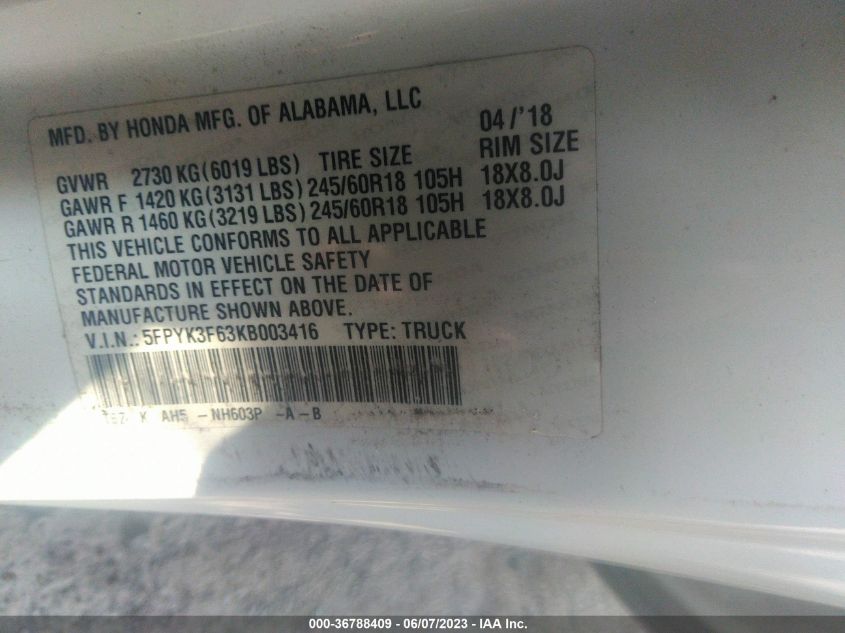 MFD. BY HONDA MFG. OF ALABAMA, LLC 04/'18
GVWR 2730 KG(6019 LBS) TIRE SIZE RIM SIZE
GAWR F 1420 KG(3131 LBS) 245/60R18 105H 18X8.0J
GAWR R 1460 KG(3219 LBS) 245/60R18 105H 18X8.0J
THIS VEHICLE CONFORMS TO ALL APPLICABLE
FEDERAL MOTOR VEHICLE SAFETY
STANDARDS IN EFFECT ON THE DATE OF
MANUFACTURE SHOWN ABOVE.
V.I.N.: 5FPYK3F63KB003416 TYPE: TRUCK
K AH5 -NH603P -A-B
000-36788409 - 06/07/2023 - IAA Inc.